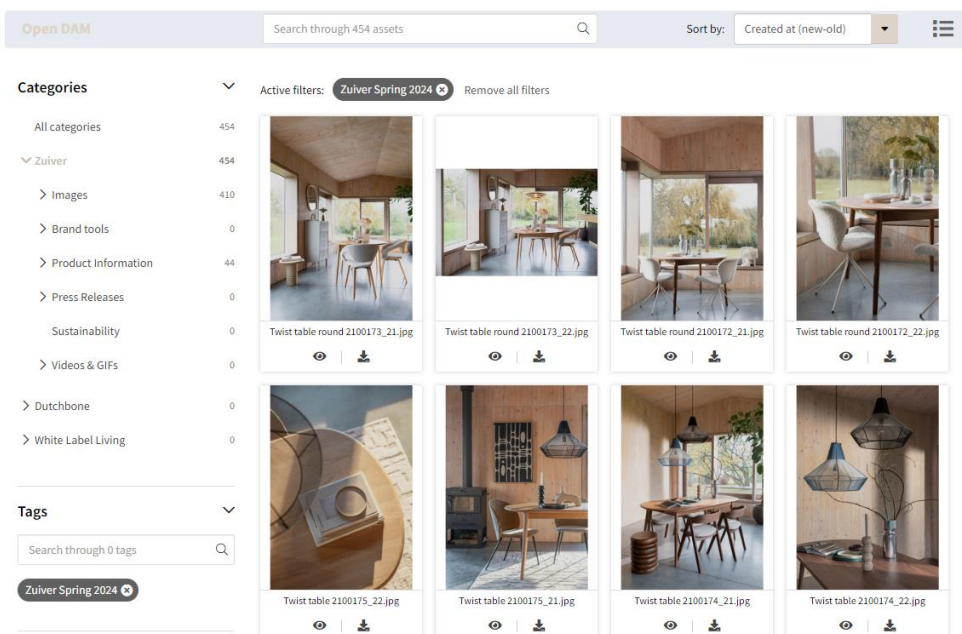 Open DAM
Search through 454 assets
Sort by: Created at (new-old)
Categories
Active filters: Zuiver Spring 2024 Remove all filters
All categories 454
Zuiver 454
Images 410
Brand tools 0
Product Information 44
Press Releases 0
Sustainability 0
Videos & GIFs 0
Dutchbone 0
White Label Living 0
Tags
Search through 0 tags
Zuiver Spring 2024
Twist table round 2100173_21.jpg
Twist table round 2100173_22.jpg
Twist table round 2100172_21.jpg
Twist table round 2100172_22.jpg
Twist table 2100175_22.jpg
Twist table 2100175_21.jpg
Twist table 2100174_21.jpg
Twist table 2100174_22.jpg